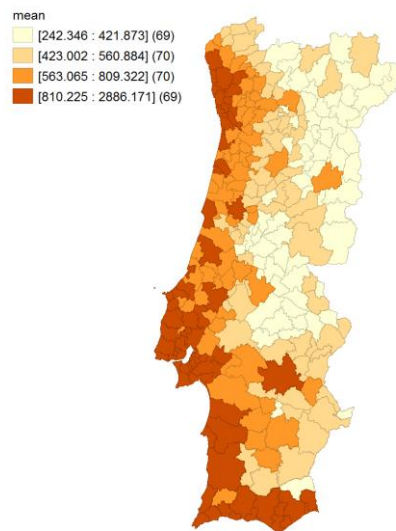 mean
[242.346 : 421.873] (69)
[423.002 : 560.884] (70)
[563.065 : 809.322] (70)
[810.225 : 2886.171] (69)